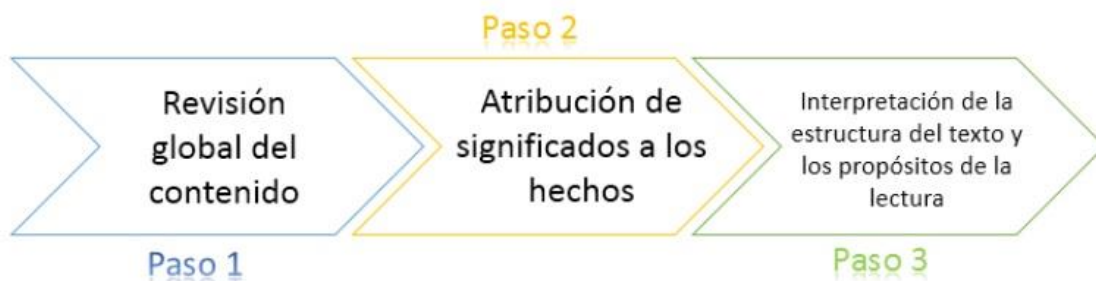 Paso 2
Revisión
global del
contenido
Atribución de
significados a los
hechos
Interpretación de la
estructura del texto y
los propósitos de la
lectura
Paso 1
Paso 3